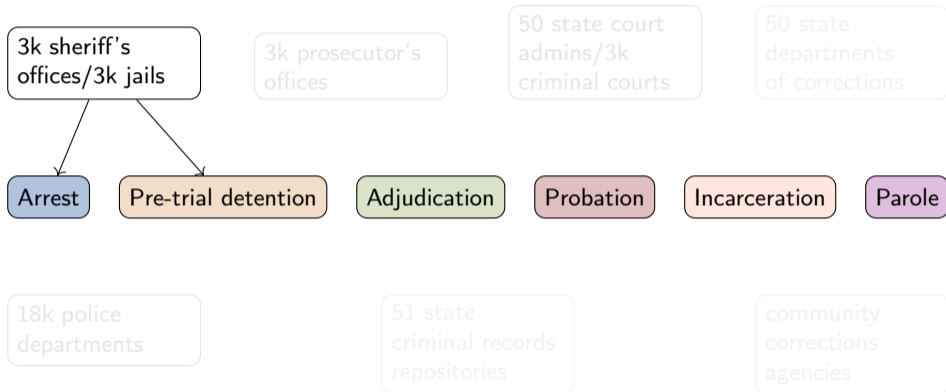 3k sheriff's
offices/3k jails
3k prosecutor's
offices
50 state court
admins/3k
criminal courts
50 state
departments
of corrections
Arrest
Pre-trial detention
Adjudication
Probation
Incarceration
Parole
18k police
departments
51 state
criminal records
repositories
community
corrections
agencies